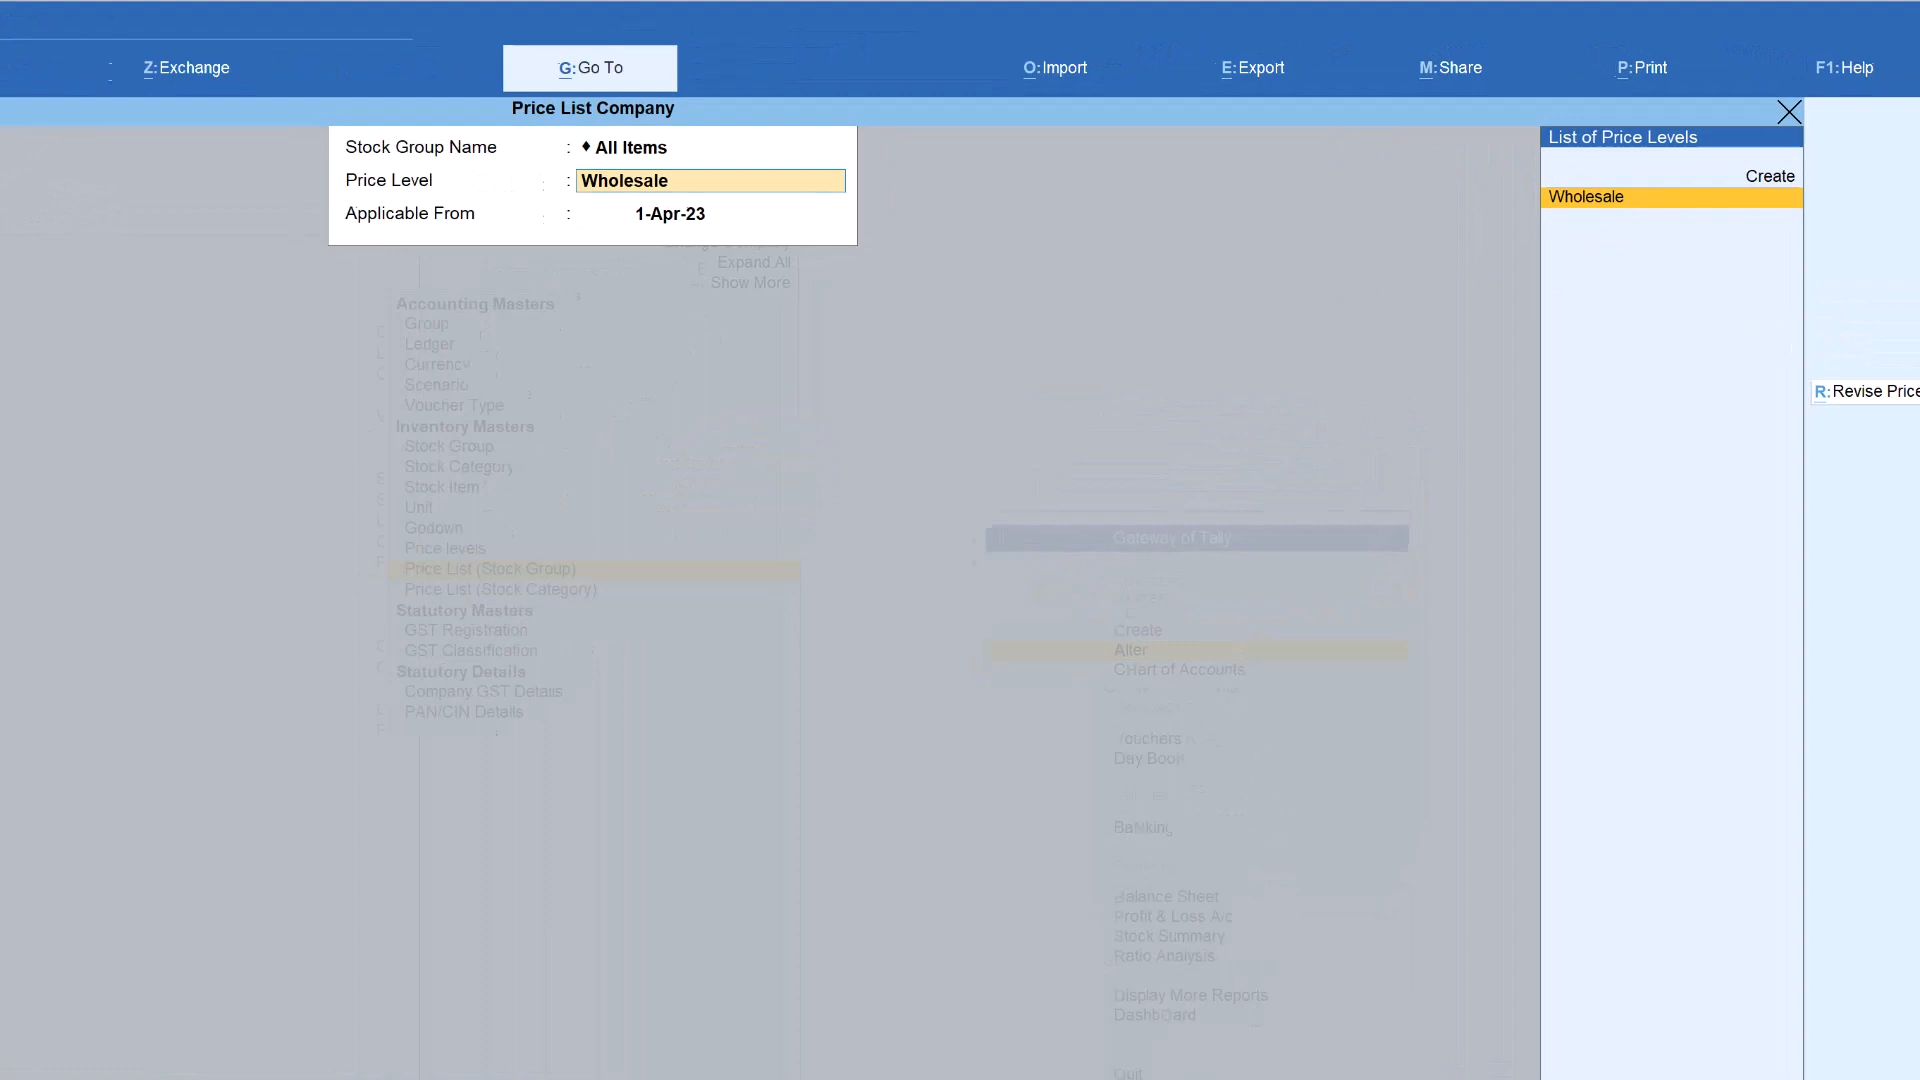 Z:Exchange
G:Go To
O:Import
E:Export
M:Share
P:Print
F1:Help
Price List Company
Stock Group Name : ♦ All Items
Price Level : Wholesale
Applicable From : 1-Apr-23
List of Price Levels
Create
Wholesale
R:Revise Price
Expand All
Show More
Accounting Masters
Group
Ledger
Currency
Scenario
Voucher Type
Inventory Masters
Stock Group
Stock Category
Stock Item
Unit
Godown
Price levels
Price List (Stock Group)
Price List (Stock Category)
Statutory Masters
GST Registration
GST Classification
Statutory Details
Company GST Details
PAN/CIN Details
Gateway of Tally
Create
Alter
CHart of Accounts
Vouchers
Day Book
BaNking
Balance Sheet
Profit & Loss A/c
Stock Summary
Ratio Analysis
Display More Reports
DashbOard
Quit